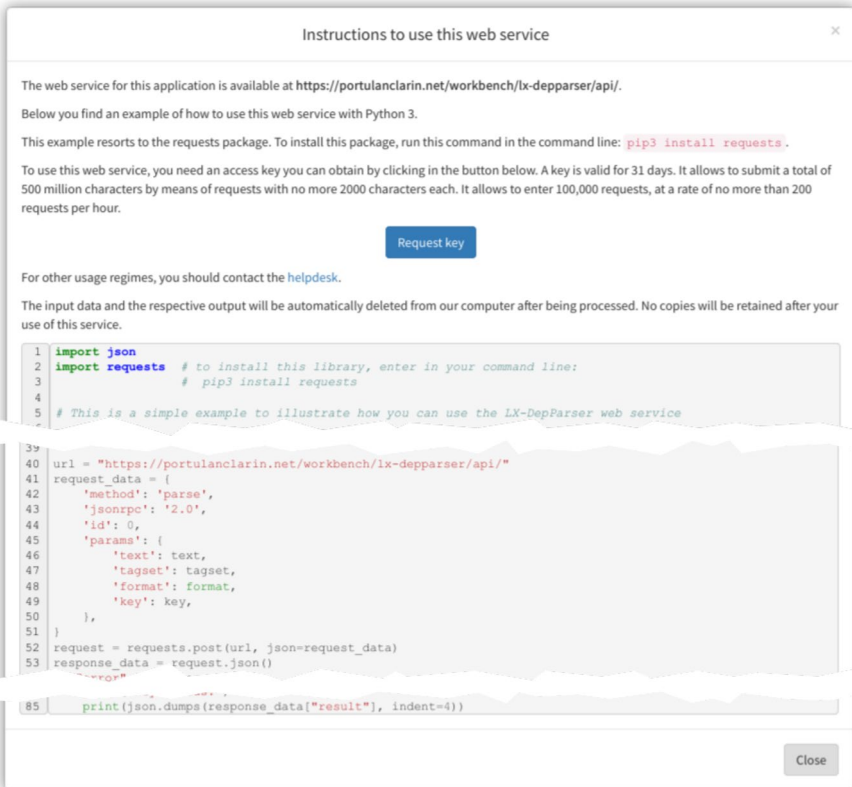 Instructions to use this web service
×
The web service for this application is available at https://portulanclarin.net/workbench/lx-depparser/api/.
Below you find an example of how to use this web service with Python 3.
This example resorts to the requests package. To install this package, run this command in the command line: pip3 install requests .
To use this web service, you need an access key you can obtain by clicking in the button below. A key is valid for 31 days. It allows to submit a total of
500 million characters by means of requests with no more 2000 characters each. It allows to enter 100,000 requests, at a rate of no more than 200
requests per hour.
Request key
For other usage regimes, you should contact the helpdesk.
The input data and the respective output will be automatically deleted from our computer after being processed. No copies will be retained after your
use of this service.
1 import json
2 import requests # to install this library, enter in your command line:
3 # pip3 install requests
4
5 # This is a simple example to illustrate how you can use the LX-DepParser web service
39
40 url = "https://portulanclarin.net/workbench/lx-depparser/api/"
41 request_data = {
42 'method': 'parse',
43 'jsonrpc': '2.0',
44 'id': 0,
45 'params': {
46 'text': text,
47 'tagset': tagset,
48 'format': format,
49 'key': key,
50 },
51 }
52 request = requests.post(url, json=request_data)
53 response_data = request.json()
85 print(json.dumps(response_data["result"], indent=4))
Close